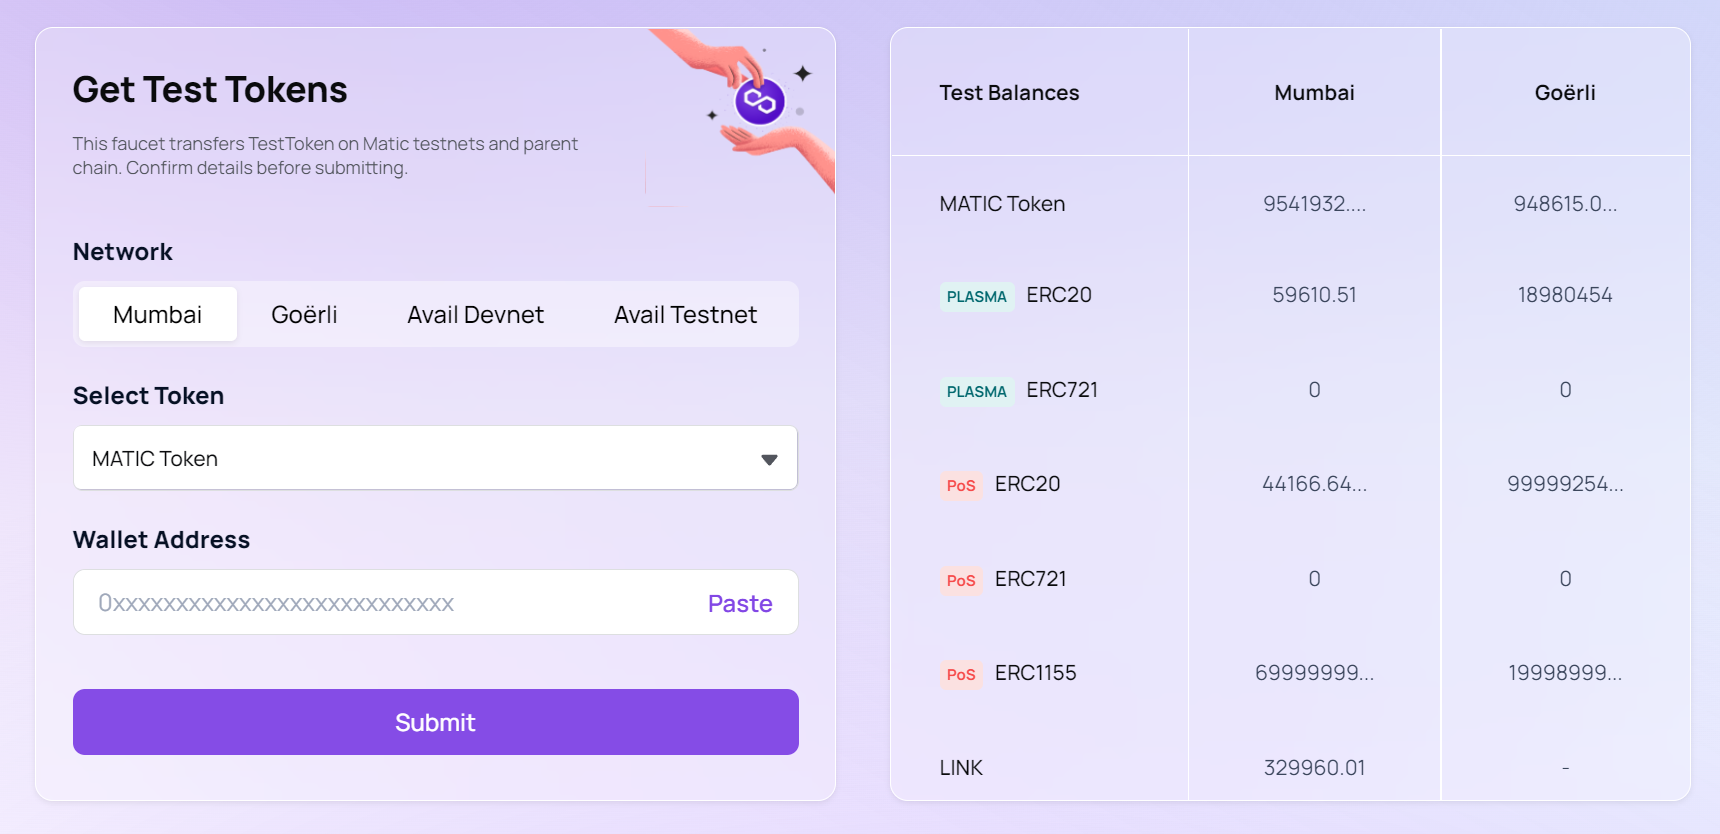 Get Test Tokens
This faucet transfers TestToken on Matic testnets and parent
chain. Confirm details before submitting.
Network
Mumbai Goërli Avail Devnet Avail Testnet
Select Token
MATIC Token
Wallet Address
0xxxxxxxxxxxxxxxxxxxxxxxxxxx Paste
Submit
Test Balances Mumbai Goërli
MATIC Token 9541932.... 948615.0...
PLASMA ERC20 59610.51 18980454
PLASMA ERC721 0 0
PoS ERC20 44166.64... 99999254...
PoS ERC721 0 0
PoS ERC1155 69999999... 19998999...
LINK 329960.01 -